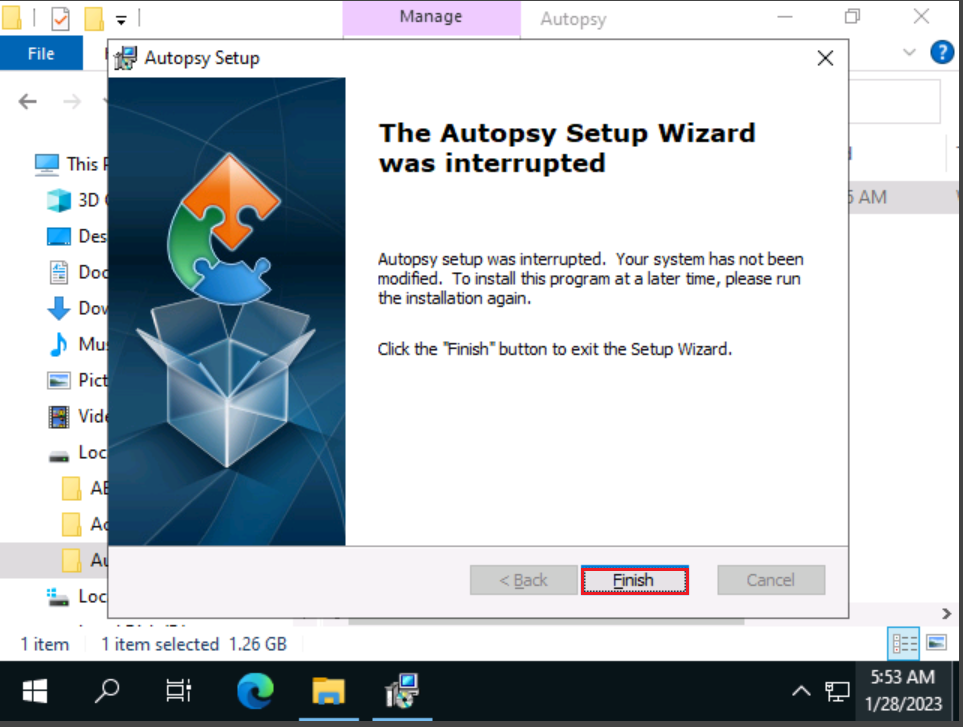 Manage
Autopsy
File
Autopsy Setup
The Autopsy Setup Wizard
was interrupted
This P
3D
5 AM
Des
Doc
Autopsy setup was interrupted. Your system has not been
modified. To install this program at a later time, please run
the installation again.
Dov
Mus
Click the "Finish" button to exit the Setup Wizard.
Pict
Vide
Loc
AE
Ac
Au
< Back
Finish
Cancel
Loc
1 item
1 item selected 1.26 GB
5:53 AM
1/28/2023